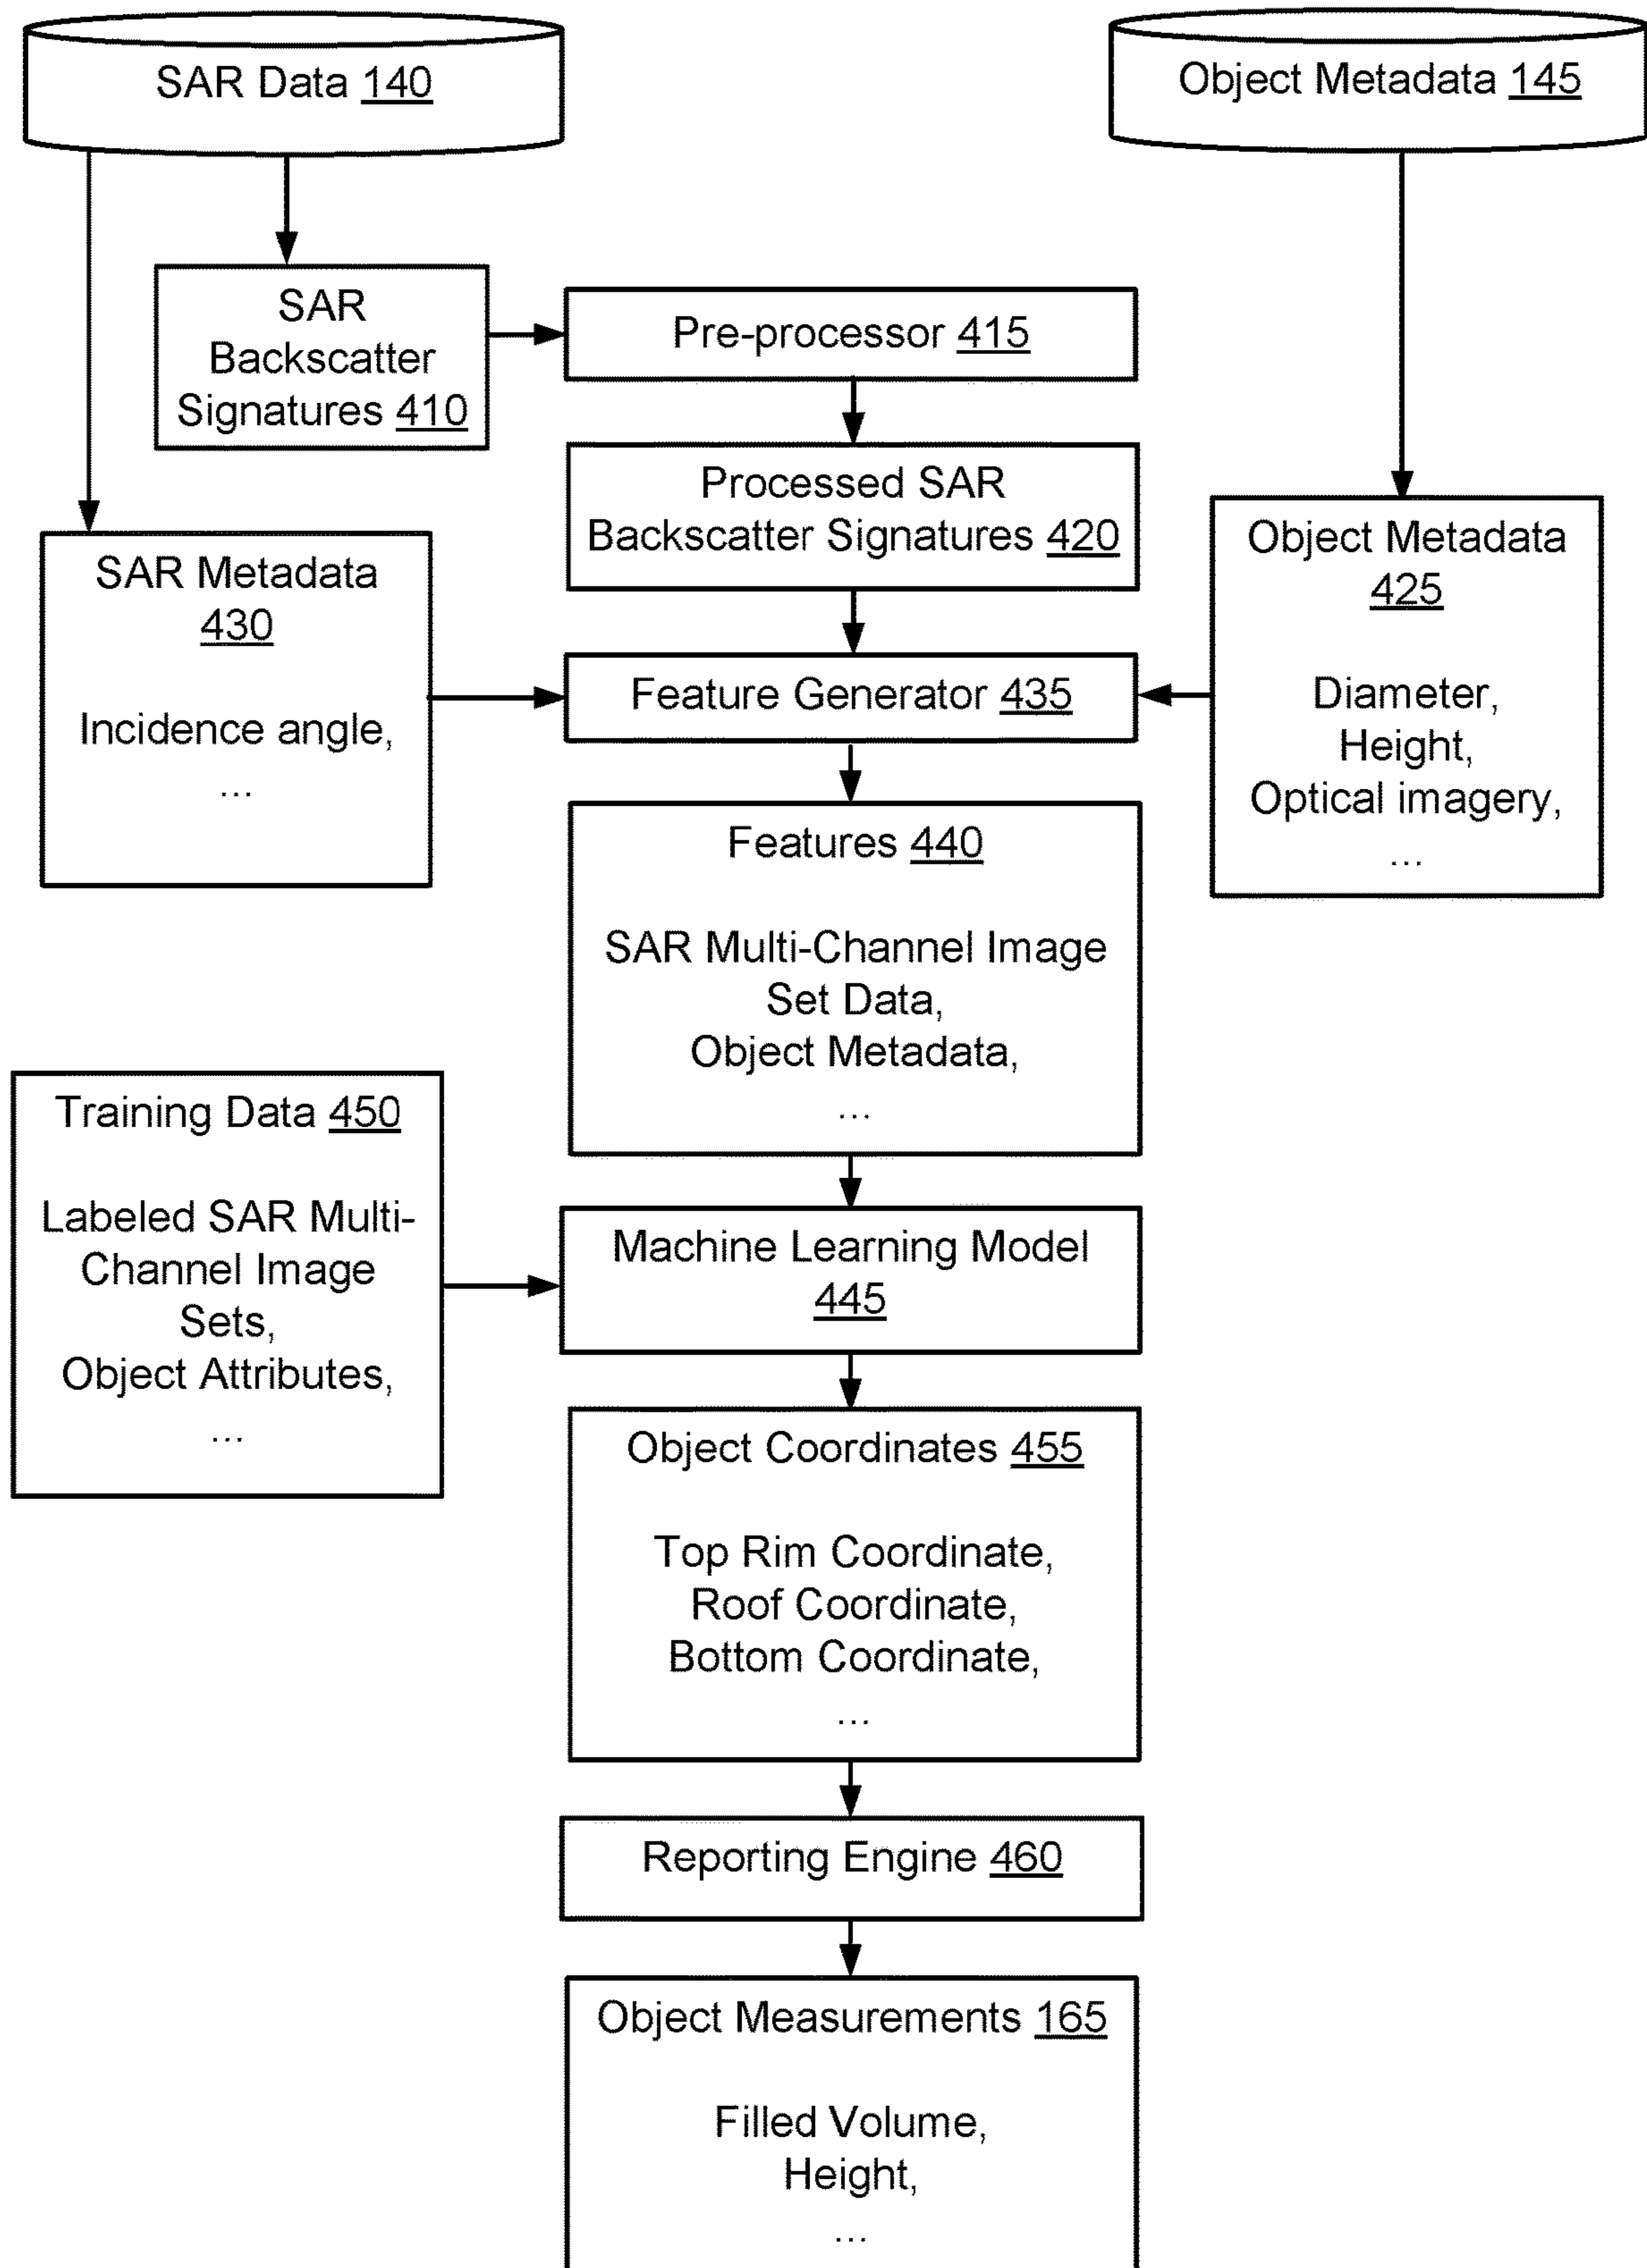 SAR Data 140
Object Metadata 145
SAR
Backscatter
Signatures 410
Pre-processor 415
Processed SAR
Backscatter Signatures 420
SAR Metadata
430
Incidence angle,
...
Object Metadata
425
Diameter,
Height,
Optical imagery,
...
Feature Generator 435
Features 440
SAR Multi-Channel Image
Set Data,
Object Metadata,
...
Training Data 450
Labeled SAR Multi-
Channel Image
Sets,
Object Attributes,
...
Machine Learning Model
445
Object Coordinates 455
Top Rim Coordinate,
Roof Coordinate,
Bottom Coordinate,
...
Reporting Engine 460
Object Measurements 165
Filled Volume,
Height,
...